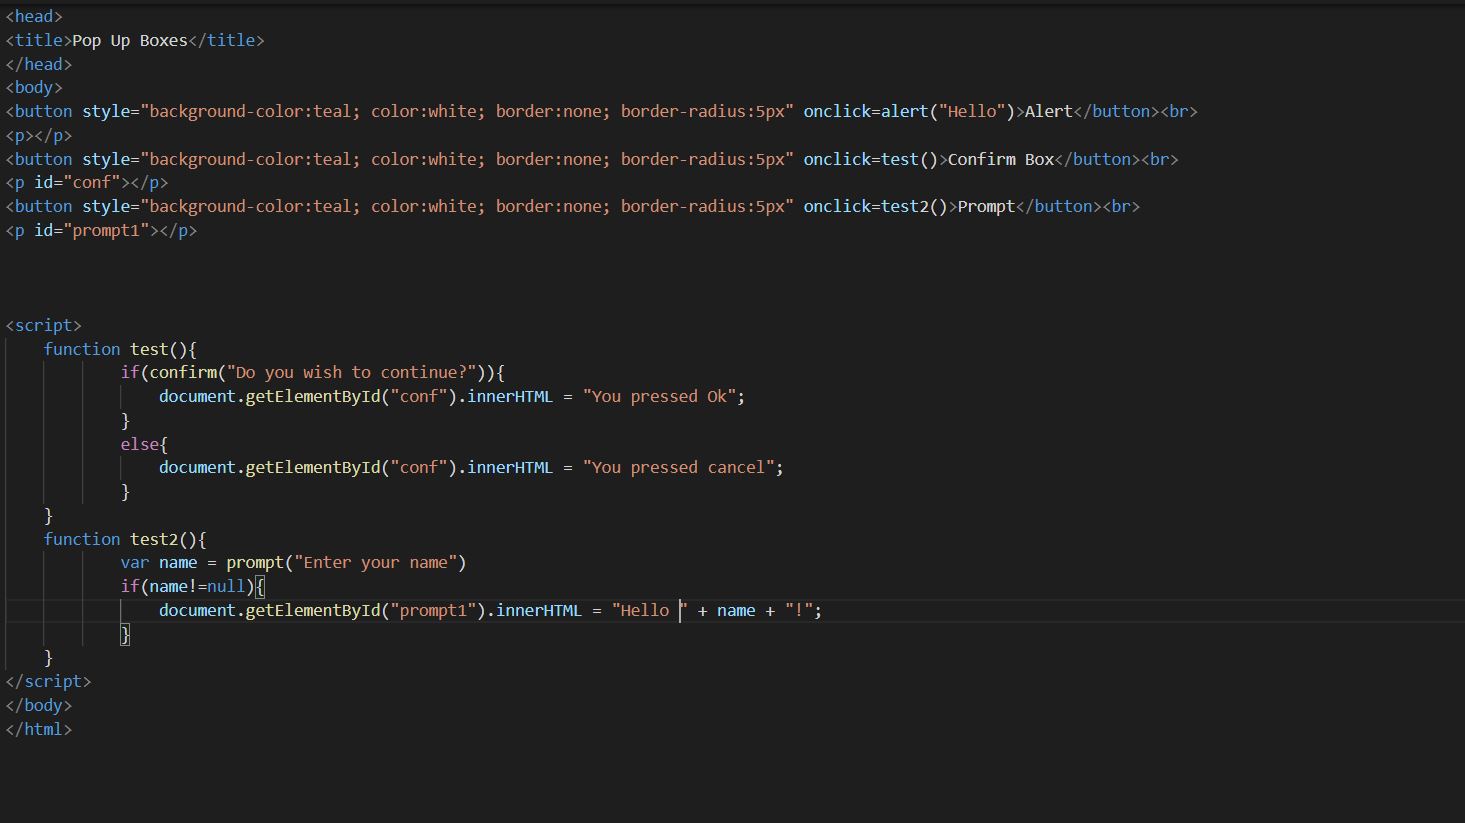 <head>
<title>Pop Up Boxes</title>
</head>
<body>
<button style="background-color:teal; color:white; border:none; border-radius:5px" onclick=alert("Hello")>Alert</button><br>
<p></p>
<button style="background-color:teal; color:white; border:none; border-radius:5px" onclick=test()>Confirm Box</button><br>
<p id="conf"></p>
<button style="background-color:teal; color:white; border:none; border-radius:5px" onclick=test2()>Prompt</button><br>
<p id="prompt1"></p>
<script>
    function test(){
            if(confirm("Do you wish to continue?")){
                document.getElementById("conf").innerHTML = "You pressed Ok";
            }
            else{
                document.getElementById("conf").innerHTML = "You pressed cancel";
            }
    }
    function test2(){
            var name = prompt("Enter your name")
            if(name!=null){
                document.getElementById("prompt1").innerHTML = "Hello " + name + "!";
            }
    }
</script>
</body>
</html>